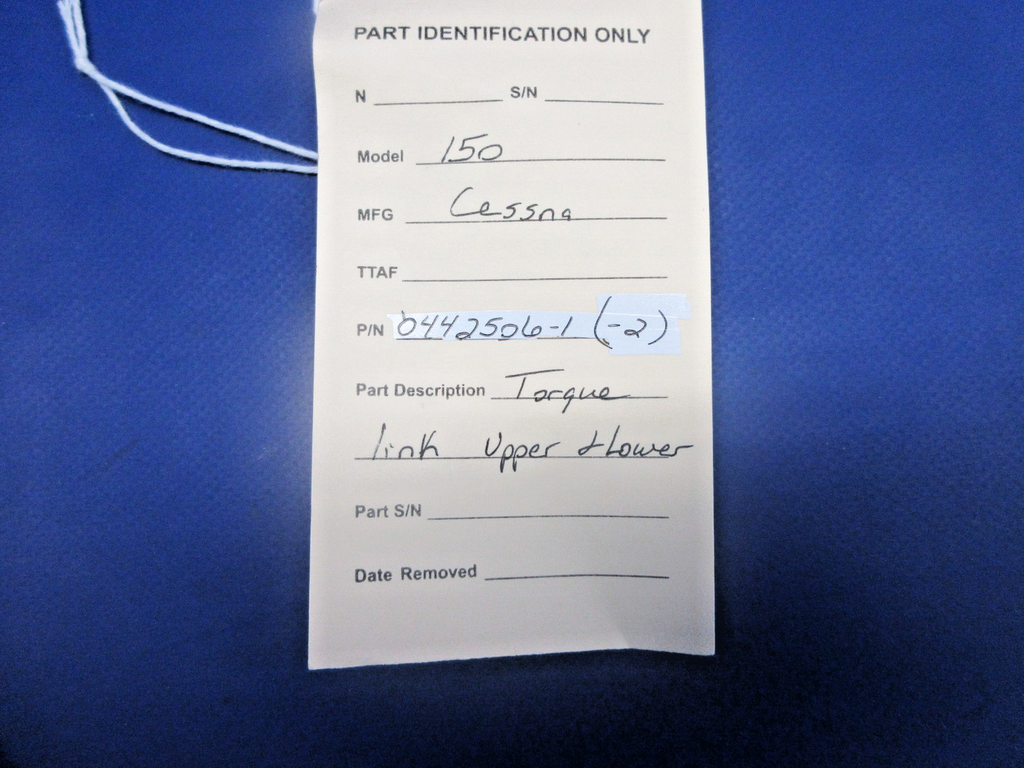 PART IDENTIFICATION ONLY
N S/N
Model 150
MFG Cessna
TTAF
P/N 0442506-1 (-2)
Part Description Torque
link Upper & Lower
Part S/N
Date Removed